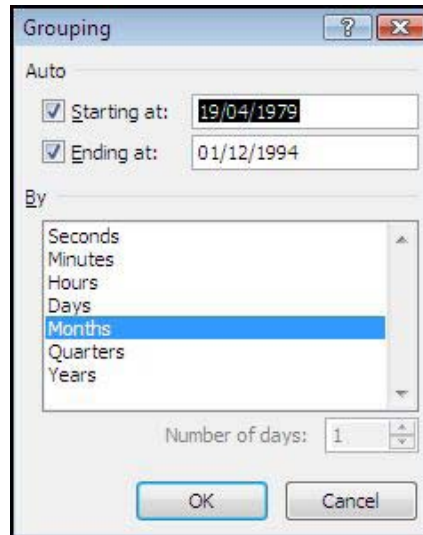 Grouping
Auto
Starting at: 19/04/1979
Ending at: 01/12/1994
By
Seconds
Minutes
Hours
Days
Months
Quarters
Years
Number of days: 1
OK Cancel